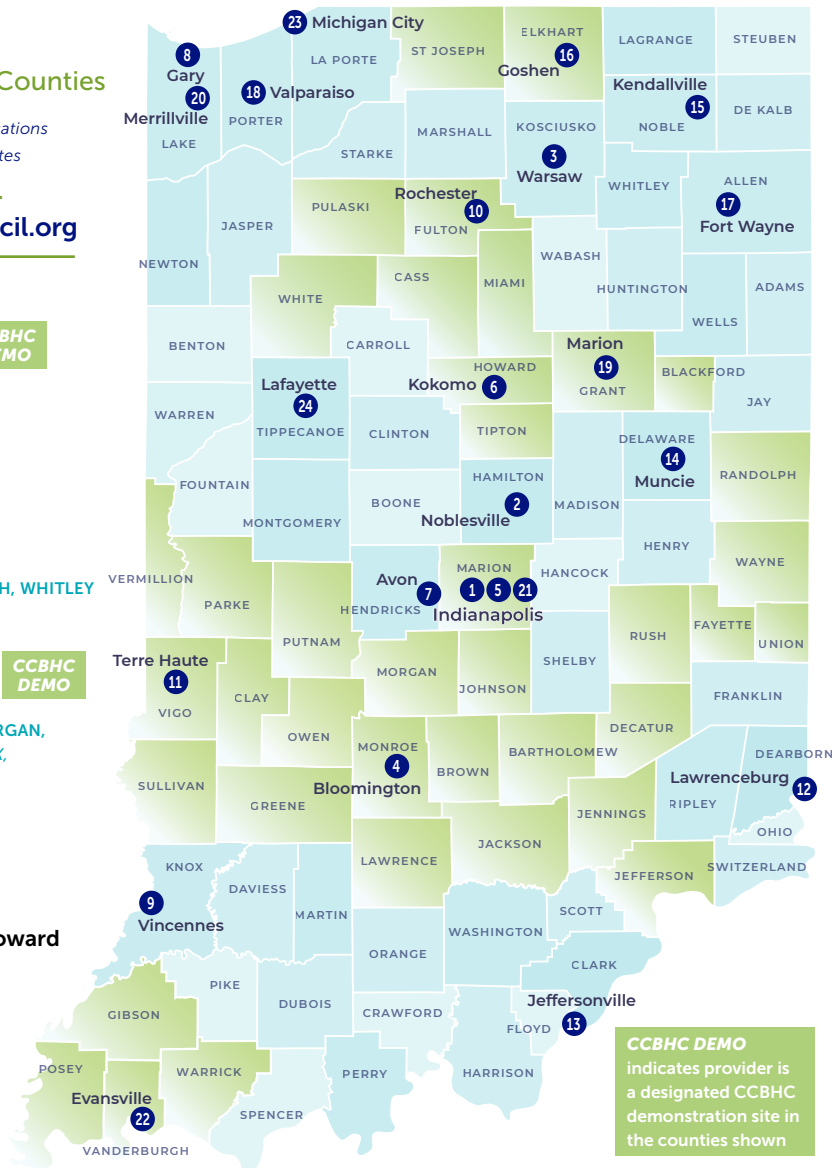 Counties
ations
tes
cil.org
BHC
EMO
H, WHITLEY
CCBHC
DEMO
RGAN,
X,
oward
23 Michigan City
LA PORTE
ST JOSEPH
ELKHART
16
Goshen
LAGRANGE
STEUBEN
8
Gary
20
Merrillville
LAKE
18 Valparaiso
PORTER
Kendallville
15
NOBLE
DE KALB
STARKE
MARSHALL
KOSCIUSKO
3
Warsaw
WHITLEY
ALLEN
17
Fort Wayne
NEWTON
JASPER
PULASKI
Rochester
10
FULTON
WHITE
CASS
MIAMI
WABASH
HUNTINGTON
WELLS
ADAMS
BENTON
CARROLL
HOWARD
Kokomo 6
Marion
19
GRANT
BLACKFORD
JAY
WARREN
Lafayette
24
TIPPECANOE
CLINTON
TIPTON
DELAWARE
14
Muncie
RANDOLPH
FOUNTAIN
MONTGOMERY
BOONE
HAMILTON
2
Noblesville
MADISON
HENRY
WAYNE
VERMILLION
PARKE
PUTNAM
Avon
7
HENDRICKS
MARION
1 5 21
Indianapolis
HANCOCK
SHELBY
RUSH
FAYETTE
UNION
Terre Haute
11
VIGO
CLAY
OWEN
MORGAN
JOHNSON
DECATUR
FRANKLIN
SULLIVAN
GREENE
MONROE
4
Bloomington
BROWN
BARTHOLOMEW
JENNINGS
RIPLEY
DEARBORN
Lawrenceburg
12
OHIO
SWITZERLAND
KNOX
9
Vincennes
DAVIESS
MARTIN
LAWRENCE
JACKSON
JEFFERSON
SCOTT
ORANGE
WASHINGTON
CLARK
GIBSON
PIKE
DUBOIS
CRAWFORD
Jeffersonville
13
FLOYD
HARRISON
POSEY
Evansville
22
VANDERBURGH
WARRICK
SPENCER
PERRY
CCBHC DEMO
indicates provider is
a designated CCBHC
demonstration site in
the counties shown